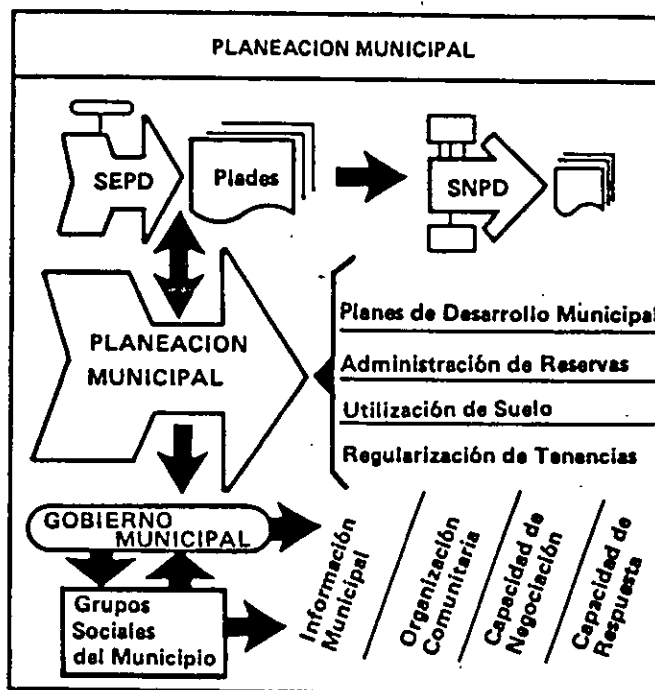 PLANEACION MUNICIPAL
SEPD
Plades
SNPD
PLANEACION
MUNICIPAL
Planes de Desarrollo Municipal
Administración de Reservas
Utilización de Suelo
Regularización de Tenencias
GOBIERNO
MUNICIPAL
Grupos
Sociales
del Municipio
Información
Municipal
Organización
Comunitaria
Capacidad de
Negociación
Capacidad de
Respuesta